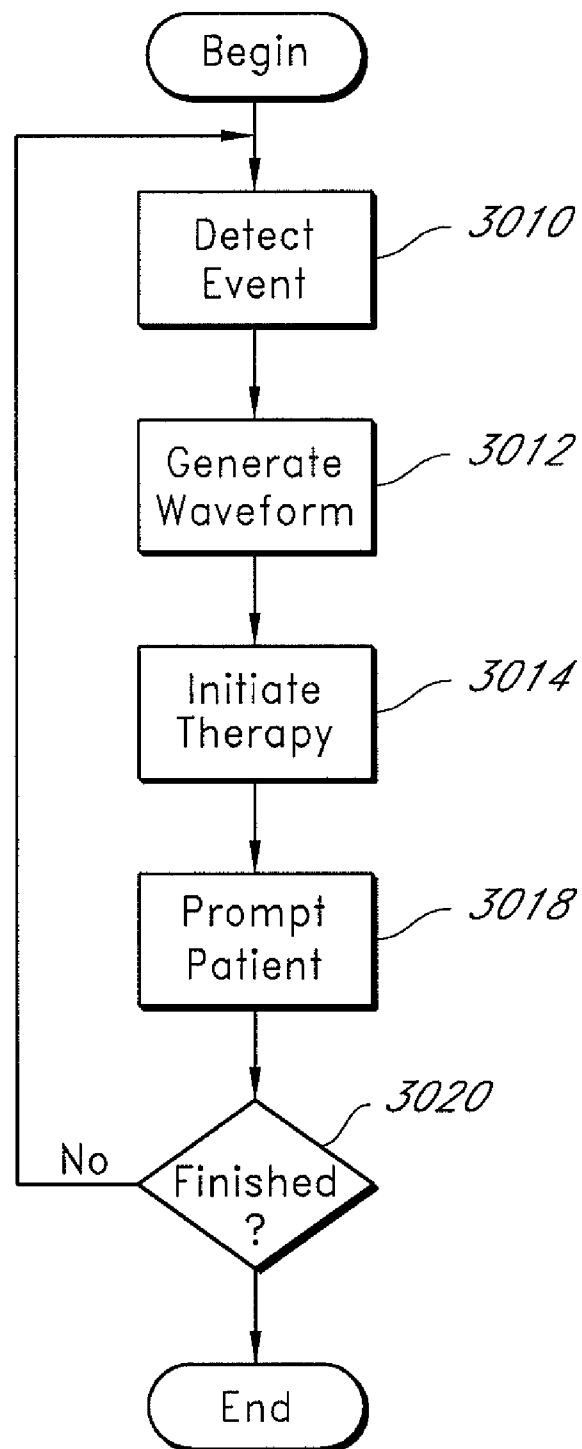 Begin
Detect
Event
3010
Generate
Waveform
3012
Initiate
Therapy
3014
Prompt
Patient
3018
Finished
?
3020
No
End